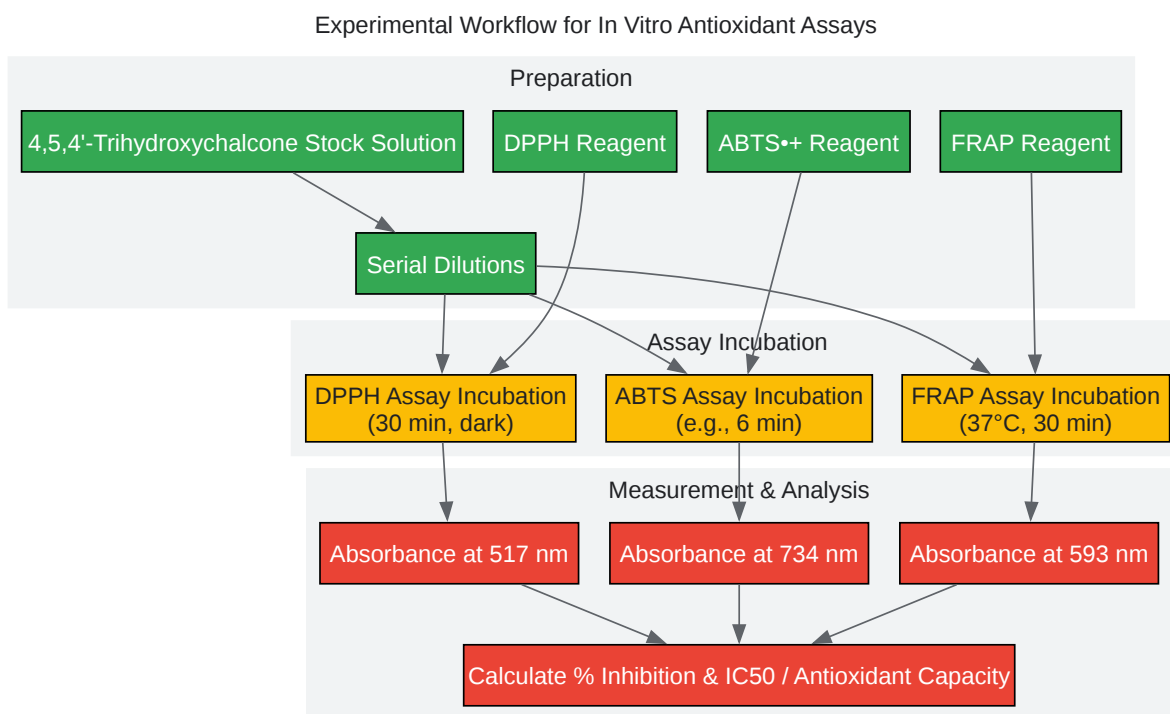 Experimental Workflow for In Vitro Antioxidant Assays
Preparation
4,5,4'-Trihydroxychalcone Stock Solution
DPPH Reagent
ABTS•+ Reagent
FRAP Reagent
Serial Dilutions
Assay Incubation
DPPH Assay Incubation
(30 min, dark)
ABTS Assay Incubation
(e.g., 6 min)
FRAP Assay Incubation
(37°C, 30 min)
Measurement & Analysis
Absorbance at 517 nm
Absorbance at 734 nm
Absorbance at 593 nm
Calculate % Inhibition & IC50 / Antioxidant Capacity